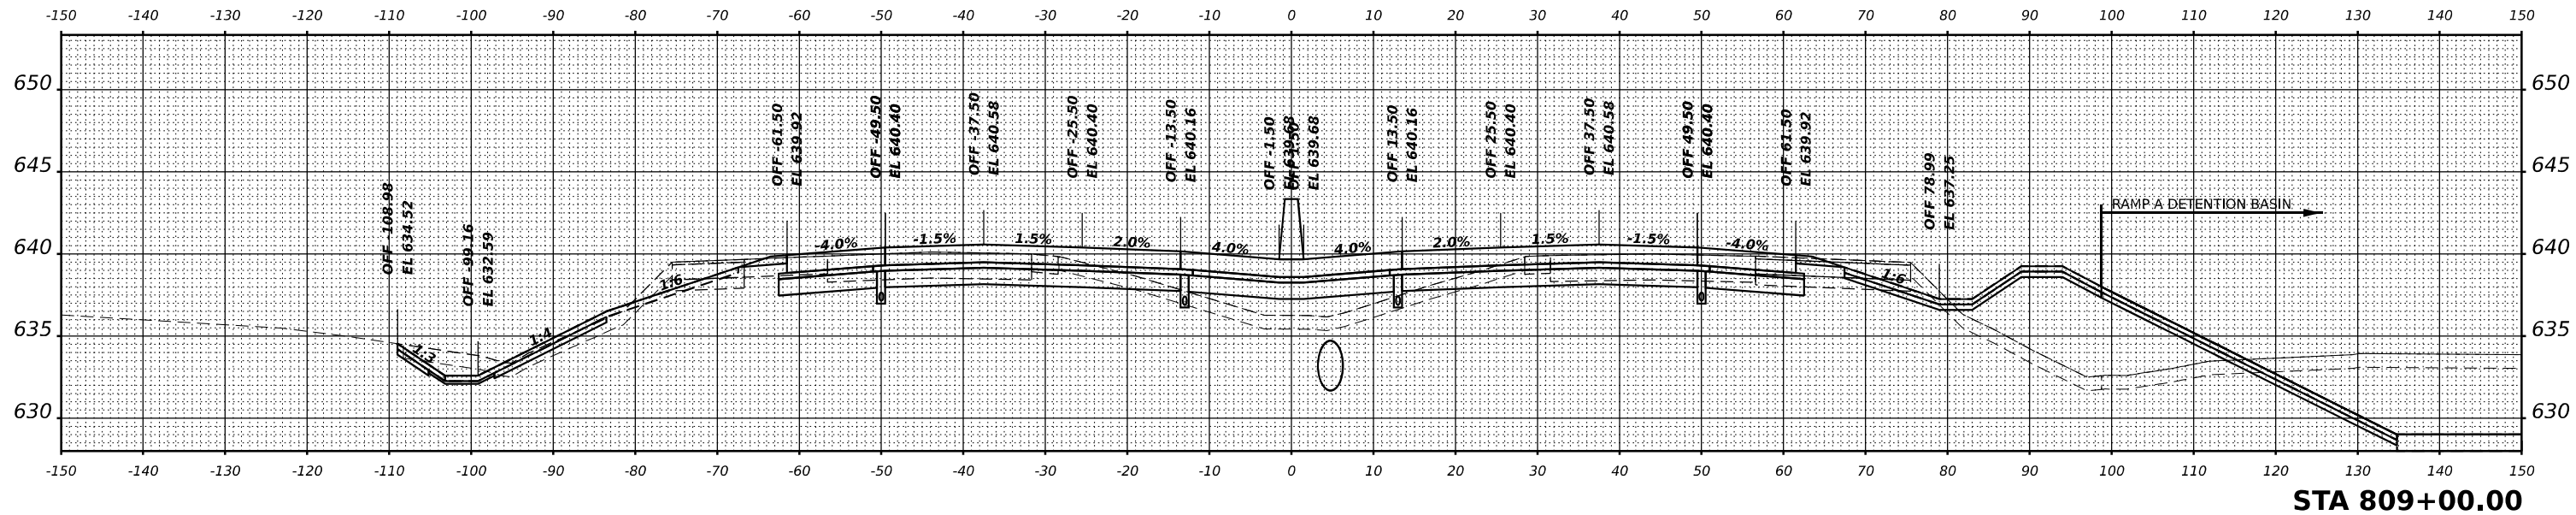 -150 -140 -130 -120 -110 -100 -90 -80 -70 -60 -50 -40 -30 -20 -10 0 10 20 30 40 50 60 70 80 90 100 110 120 130 140 150
650 650
645 645
640 640
635 635
630 630
OFF -108.98
EL 634.52
OFF -99.16
EL 632.59
OFF -61.50
EL 639.92
OFF -49.50
EL 640.40
OFF -37.50
EL 640.58
OFF -25.50
EL 640.40
OFF -13.50
EL 640.16
OFF -1.50
EL 639.68
OFF 1.50
EL 639.68
OFF 13.50
EL 640.16
OFF 25.50
EL 640.40
OFF 37.50
EL 640.58
OFF 49.50
EL 640.40
OFF 61.50
EL 639.92
OFF 78.99
EL 637.25
RAMP A DETENTION BASIN
1:3
1:4
1:6
-4.0%
-1.5%
1.5%
2.0%
4.0%
4.0%
2.0%
1.5%
-1.5%
-4.0%
1:6
-150 -140 -130 -120 -110 -100 -90 -80 -70 -60 -50 -40 -30 -20 -10 0 10 20 30 40 50 60 70 80 90 100 110 120 130 140 150
STA 809+00.00